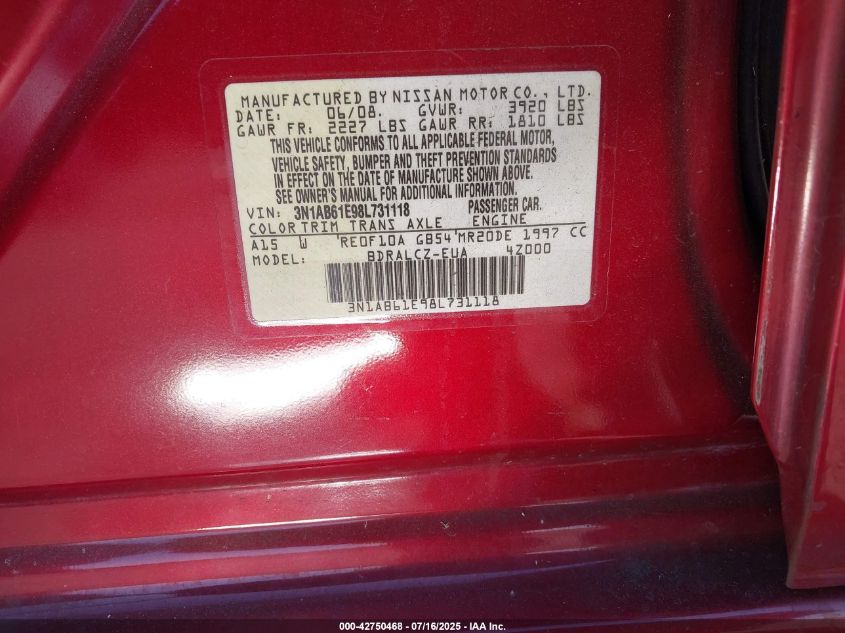 MANUFACTURED BY NISSAN MOTOR CO., LTD.
DATE: 06/08. GVWR: 3920 LBS
GAWR FR: 2227 LBS GAWR RR: 1810 LBS
THIS VEHICLE CONFORMS TO ALL APPLICABLE FEDERAL MOTOR,
VEHICLE SAFETY, BUMPER AND THEFT PREVENTION STANDARDS
IN EFFECT ON THE DATE OF MANUFACTURE SHOWN ABOVE.
SEE OWNER'S MANUAL FOR ADDITIONAL INFORMATION.
VIN: 3N1AB61E98L731118 PASSENGER CAR.
COLOR TRIM TRANS AXLE ENGINE
A15 W RE0F10A GB54 MR20DE 1997 CC
MODEL: BDRALCZ-EUA 4Z000
3N1AB61E98L731118
000-42750468 - 07/16/2025 - IAA Inc.